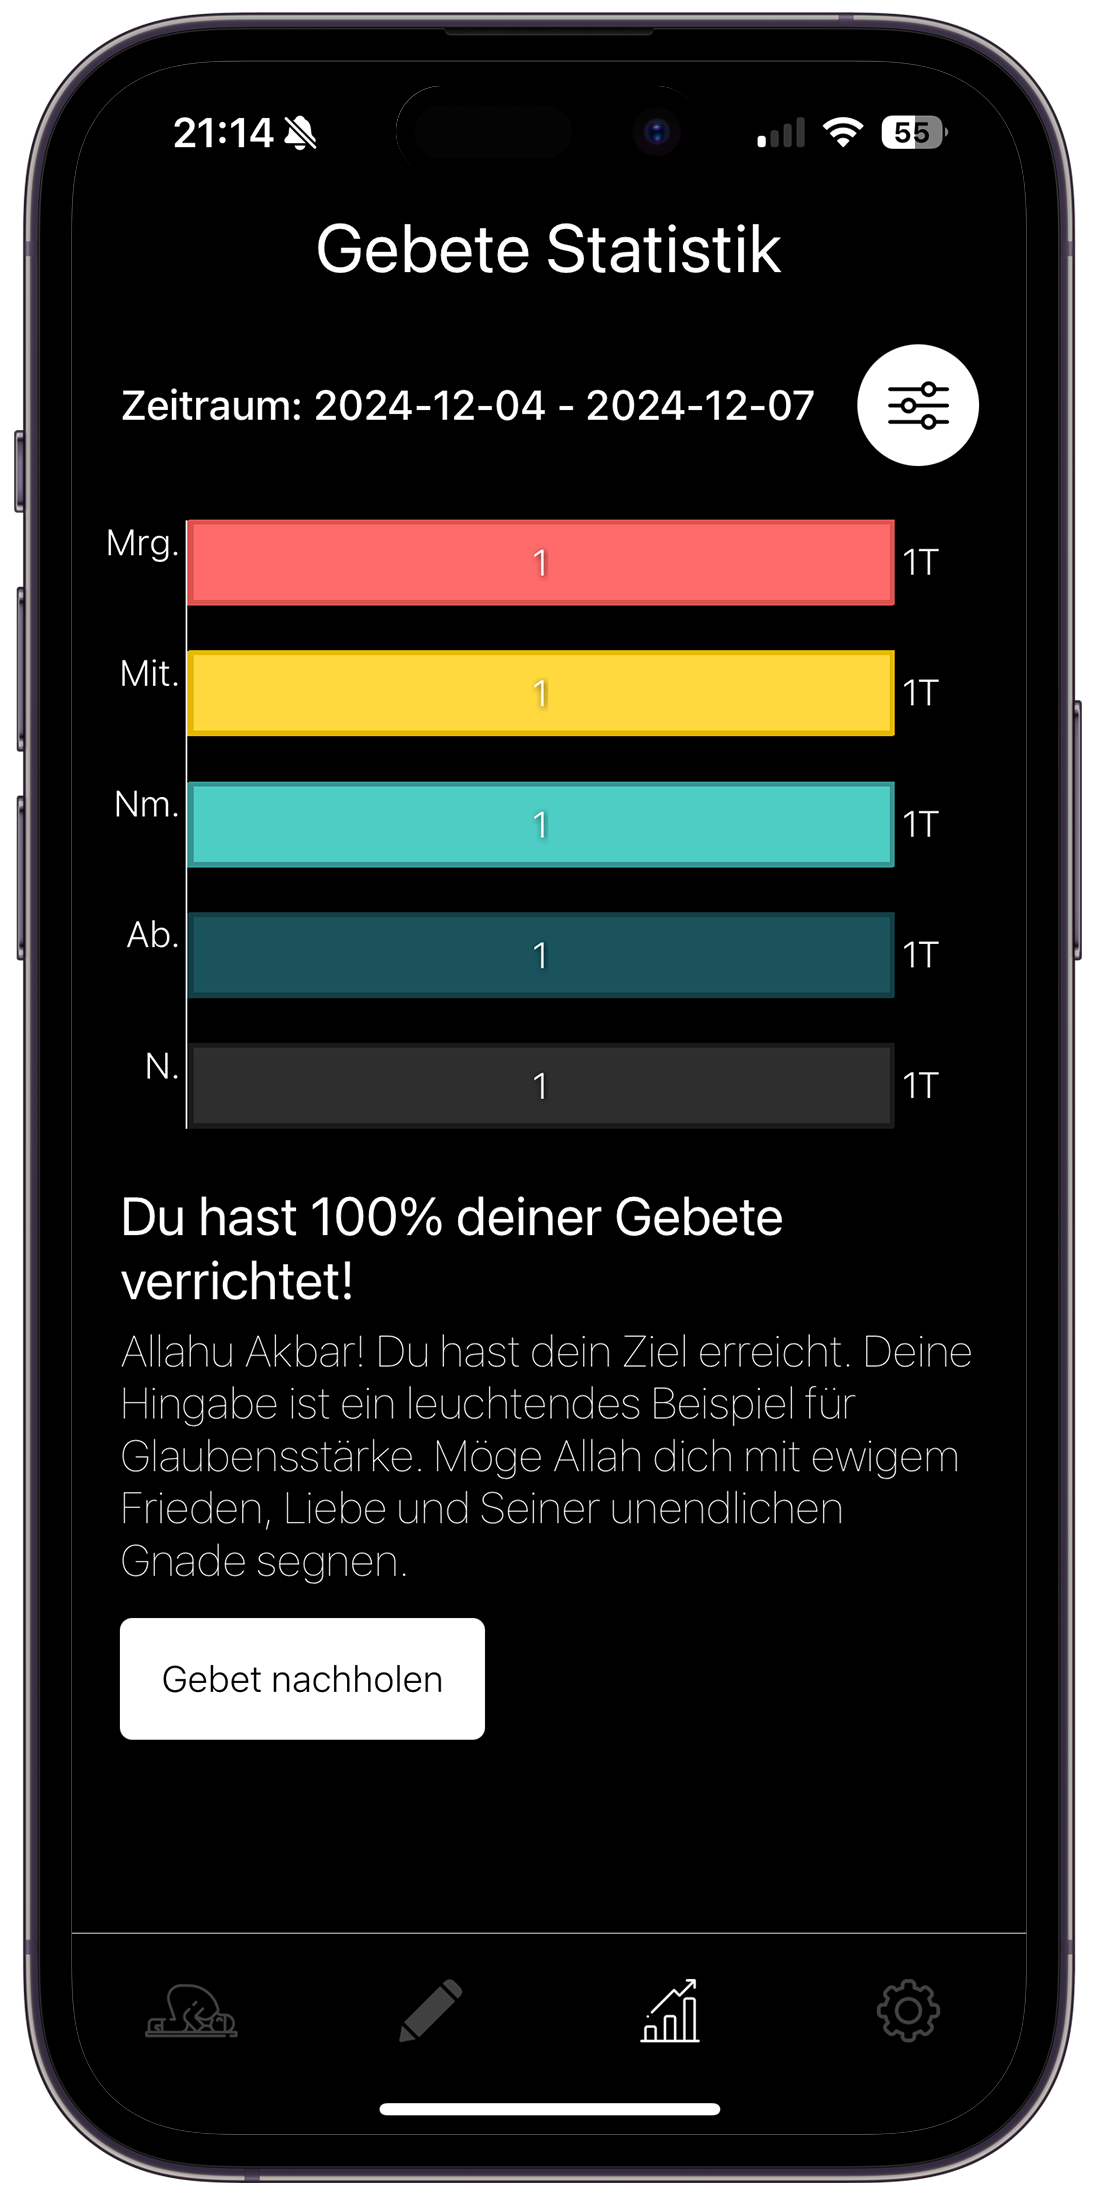 21:14
55
Gebete Statistik
Zeitraum: 2024-12-04 - 2024-12-07
Mrg. 1 1T
Mit. 1 1T
Nm. 1 1T
Ab. 1 1T
N. 1 1T
Du hast 100% deiner Gebete
verrichtet!
Allahu Akbar! Du hast dein Ziel erreicht. Deine
Hingabe ist ein leuchtendes Beispiel für
Glaubensstärke. Möge Allah dich mit ewigem
Frieden, Liebe und Seiner unendlichen
Gnade segnen.
Gebet nachholen